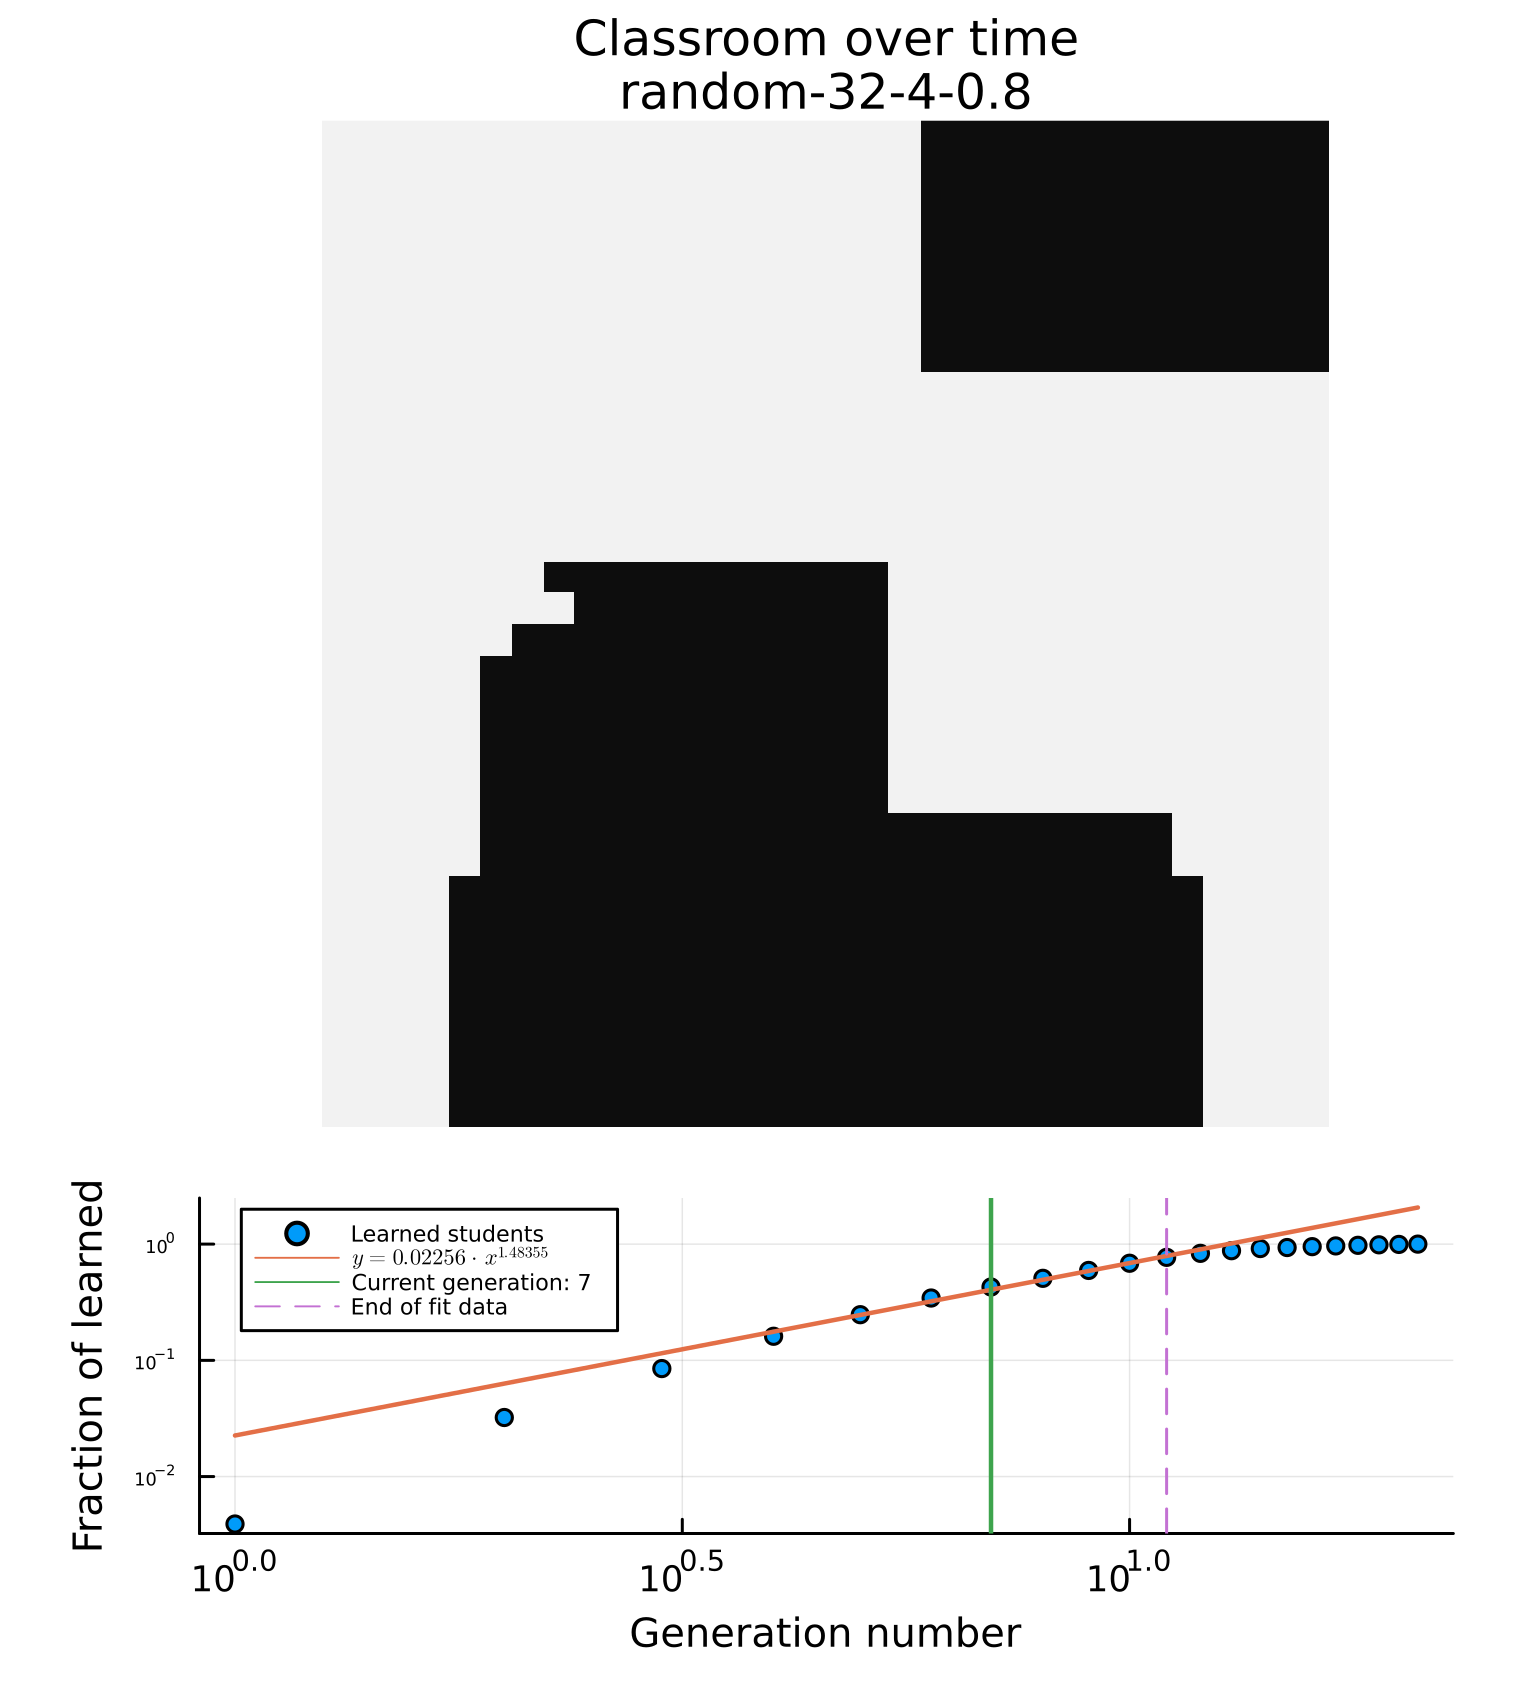 Classroom over time
random-32-4-0.8
Fraction of learned
10^0
10^−1
10^−2
Learned students
y = 0.02256 · x^1.48355
Current generation: 7
End of fit data
10^0.0
10^0.5
10^1.0
Generation number